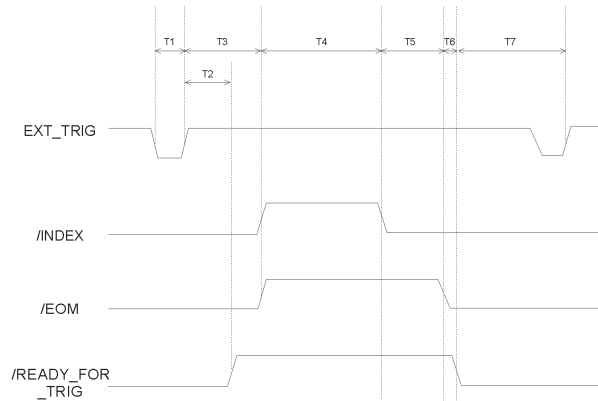 T1 T3 T4 T5 T6 T7
T2
EXT_TRIG
/INDEX
/EOM
/READY_FOR
_TRIG